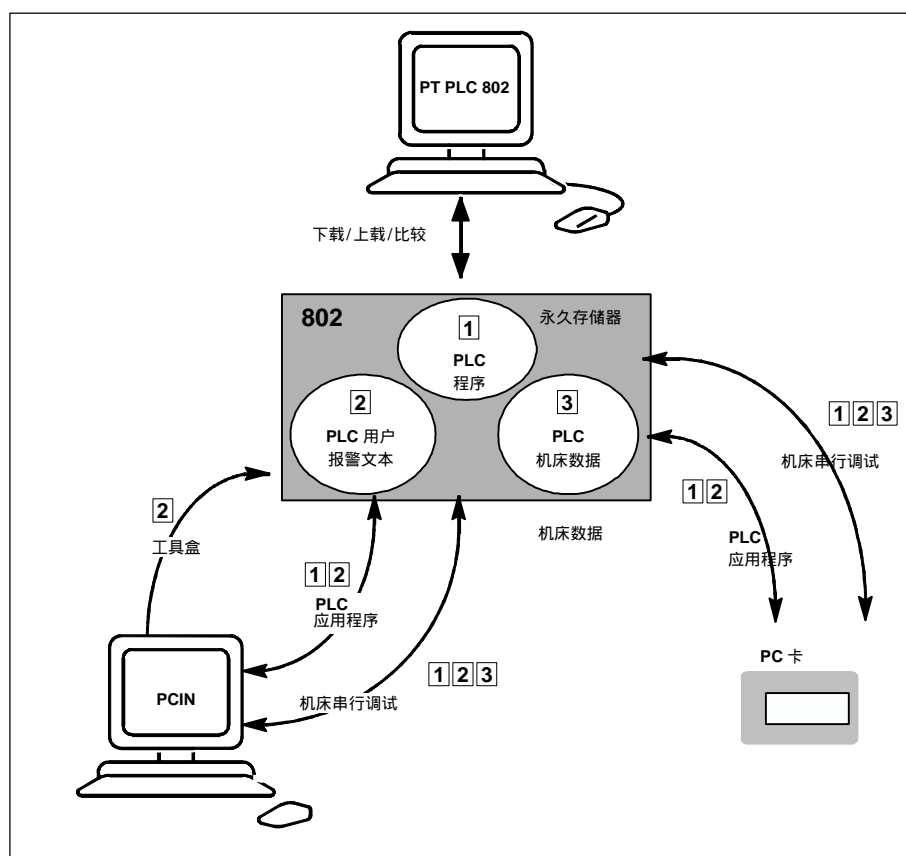 PT PLC 802
下载/上载/比较
802
永久存储器
1
PLC
程序
2
PLC 用户
报警文本
3
PLC
机床数据
1 2 3
机床串行调试
1 2
PLC
应用程序
机床数据
2
工具盒
1 2
PLC
应用程序
1 2 3
机床串行调试
PCIN
PC 卡